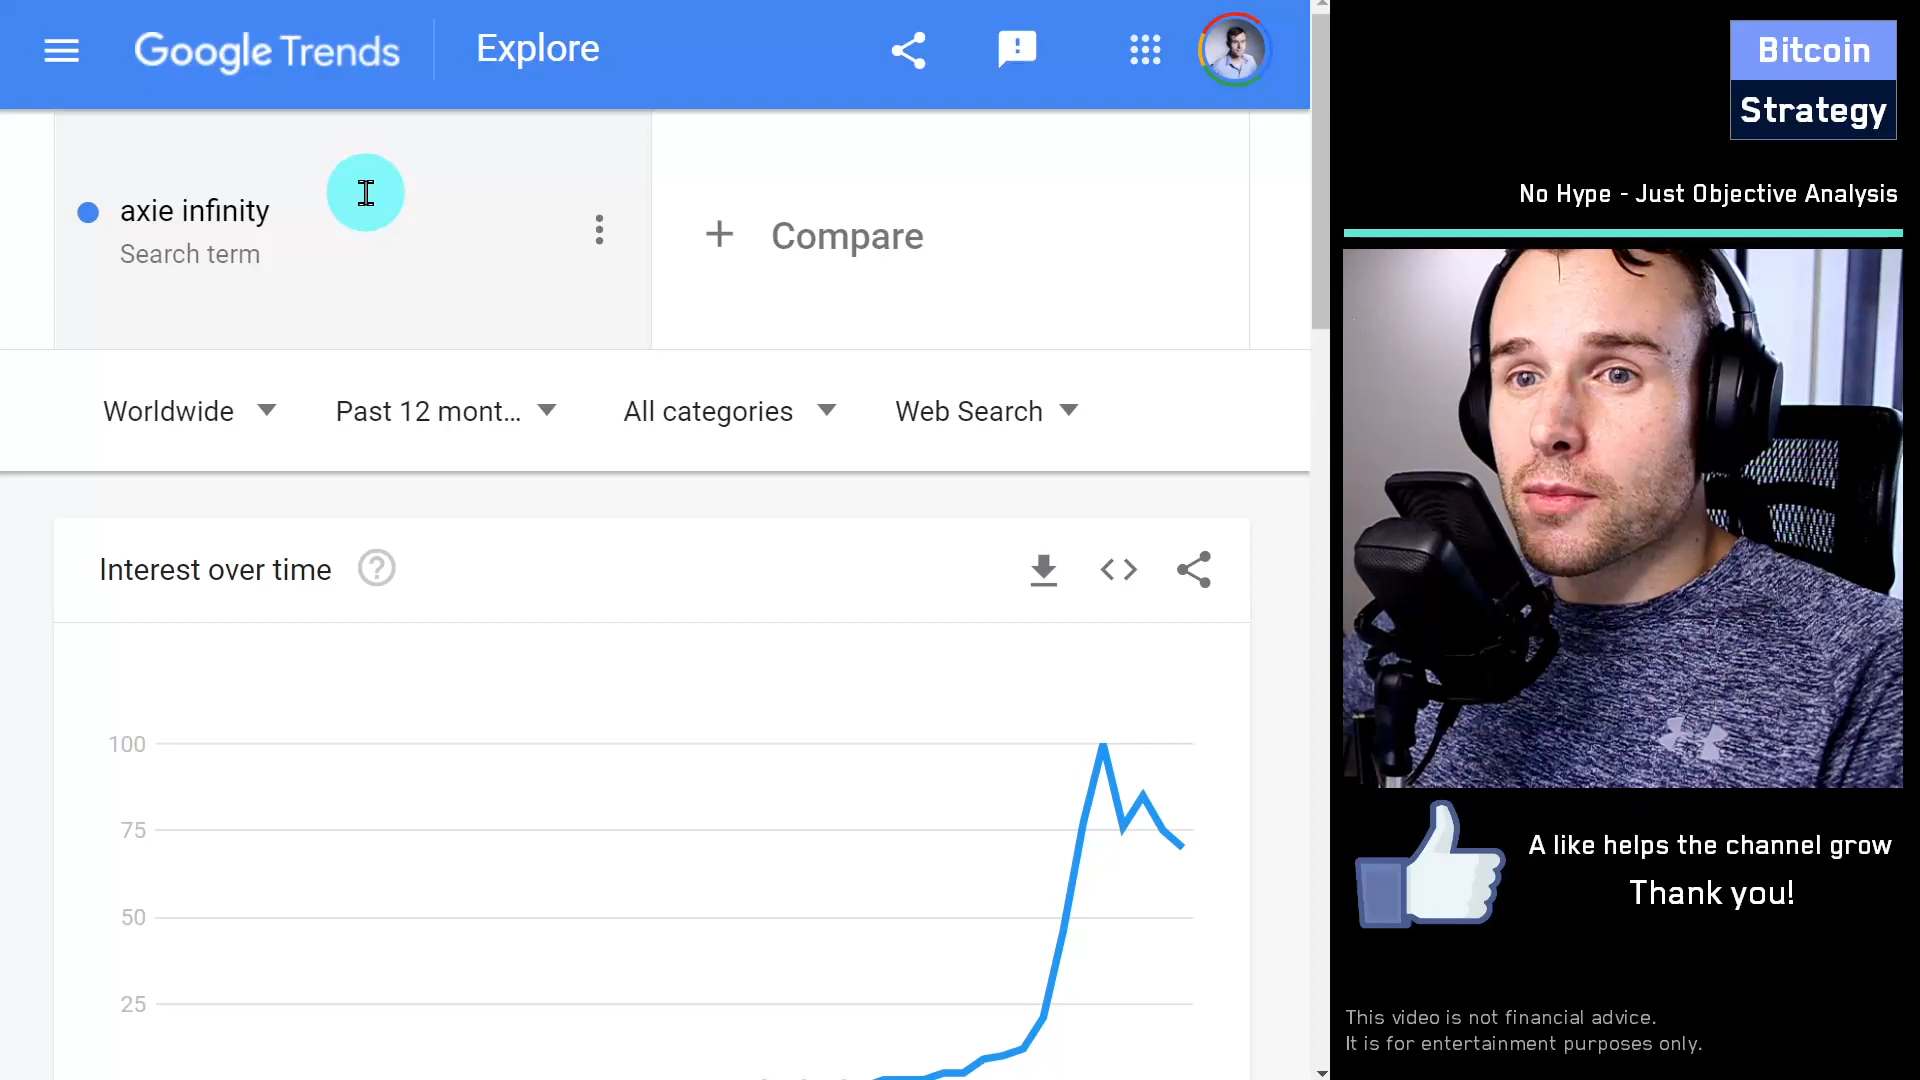 Google Trends
Explore
axie infinity
Search term
+ Compare
Worldwide
Past 12 mont...
All categories
Web Search
Interest over time
100
75
50
25
Bitcoin
Strategy
No Hype - Just Objective Analysis
A like helps the channel grow
Thank you!
This video is not financial advice.
It is for entertainment purposes only.